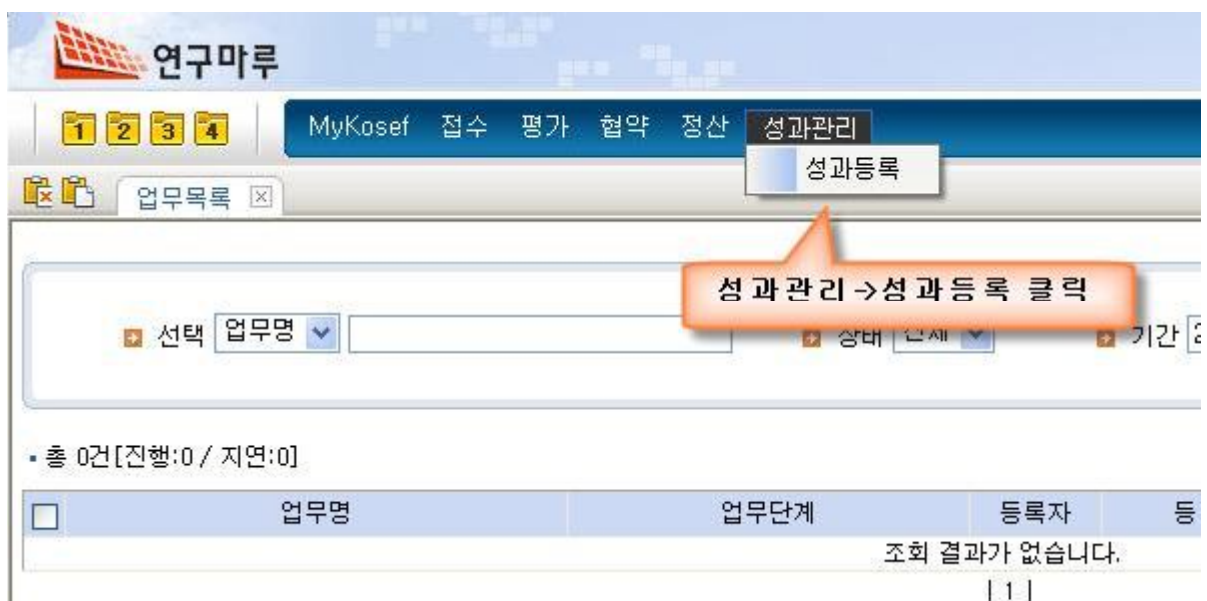 연구마루
1 2 3 4 MyKosef 접수 평가 협약 정산 성과관리
성과등록
업무목록
성과관리→성과등록 클릭
선택 업무명 상태 기간
총 0건[진행:0 / 지연:0]
업무명 업무단계 등록자 등
조회 결과가 없습니다.
| 1 |